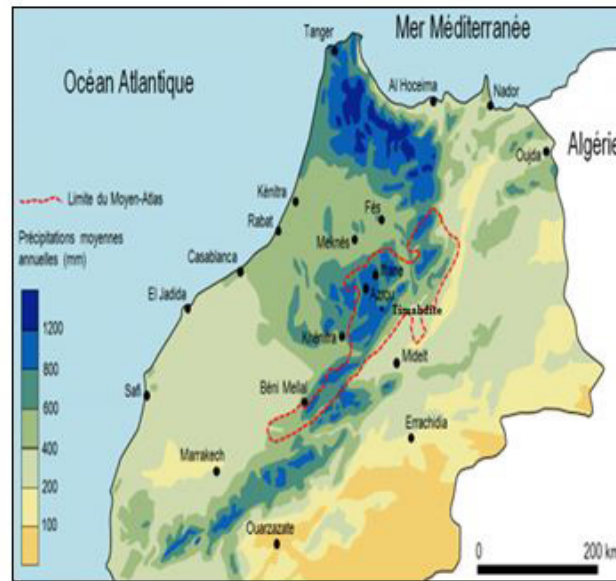 Mer Méditerranée
Tanger
Océan Atlantique
Al Hoceima
Nador
Algérie
Oujda
Limite du Moyen-Atlas
Kénitra
Fès
Rabat
Meknès
Précipitations moyennes
annuelles (mm)
Casablanca
Ifrane
Azrou
El Jadida
Timahdite
1200
Khénifra
800
Midelt
600
Safi
Béni Mellal
400
Errachidia
200
Marrakech
100
Ouarzazate
0
200 km